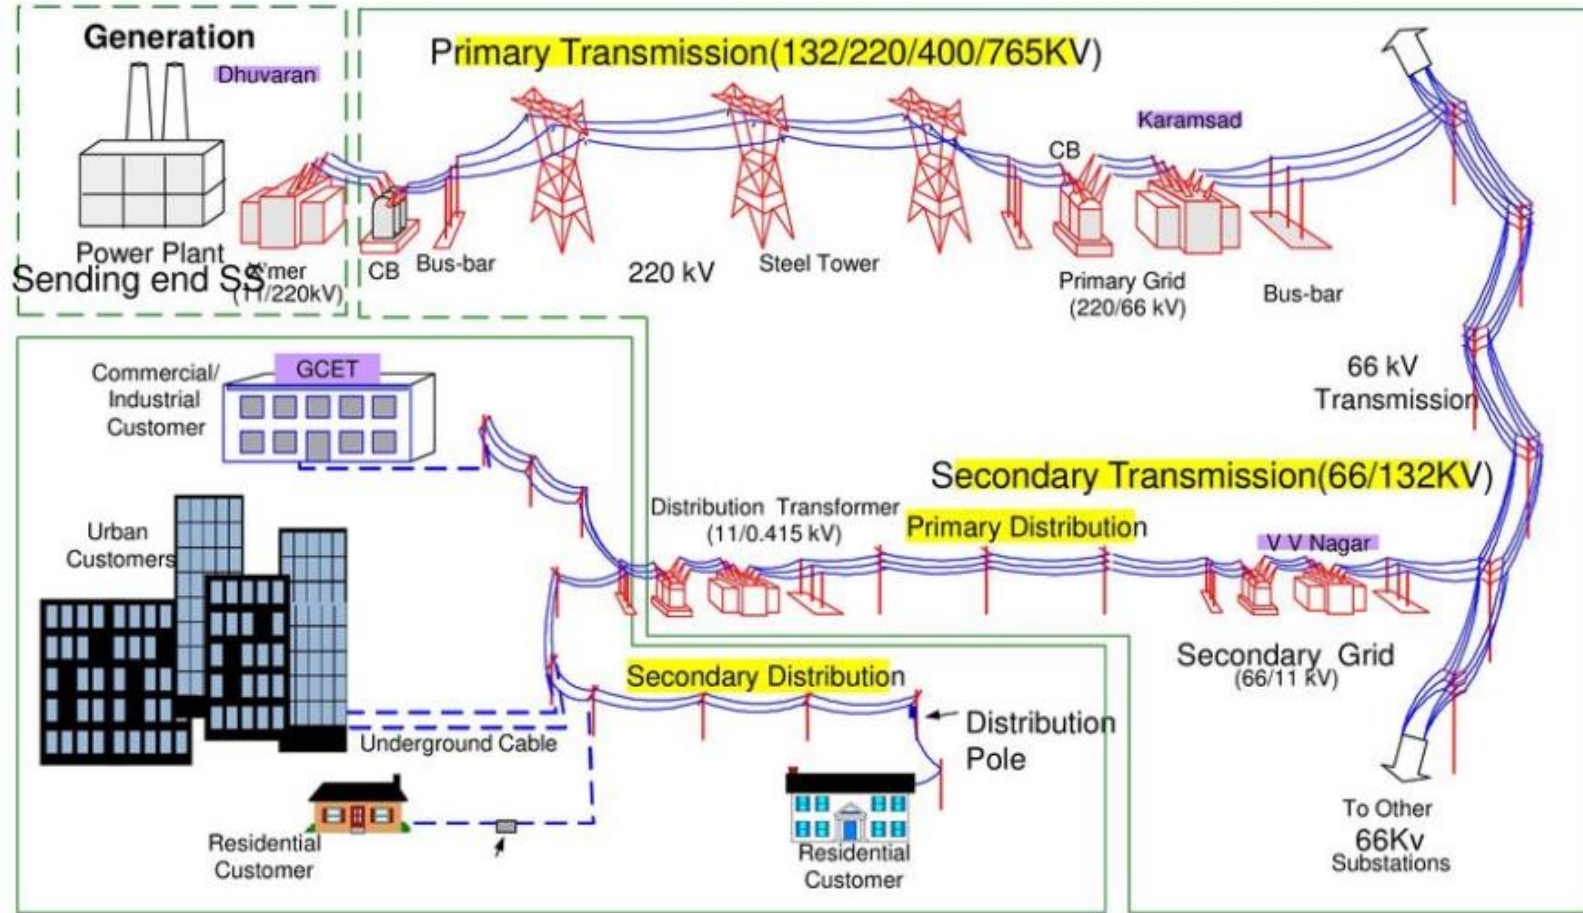 Generation
Dhuvaran
Power Plant
Sending end SS
X'mer
(11/220kV)
Primary Transmission(132/220/400/765KV)
CB
Bus-bar
220 kV
Steel Tower
CB
Karamsad
Primary Grid
(220/66 kV)
Bus-bar
66 kV
Transmission
Secondary Transmission(66/132KV)
Commercial/
Industrial
Customer
GCET
Distribution Transformer
(11/0.415 kV)
Primary Distribution
V V Nagar
Secondary Grid
(66/11 kV)
Urban
Customers
Underground Cable
Secondary Distribution
Distribution
Pole
Residential
Customer
Residential
Customer
To Other
66Kv
Substations